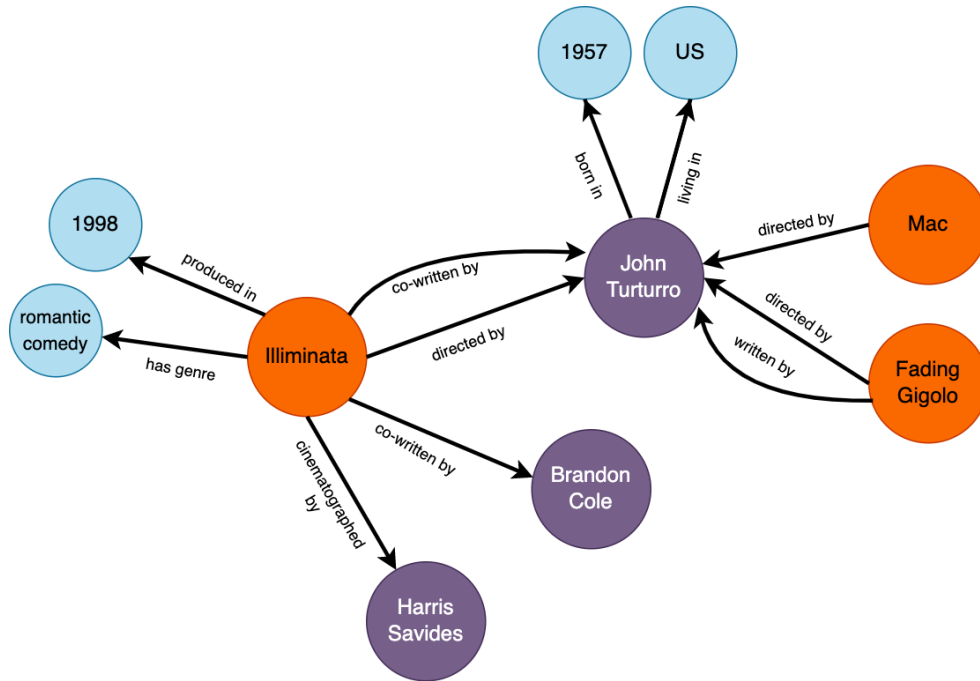 1957
US
born in
living in
1998
Mac
directed by
John
Turturro
co-written by
produced in
romantic
comedy
Illiminata
directed by
directed by
written by
Fading
Gigolo
has genre
co-written by
cinematographed
by
Brandon
Cole
Harris
Savides